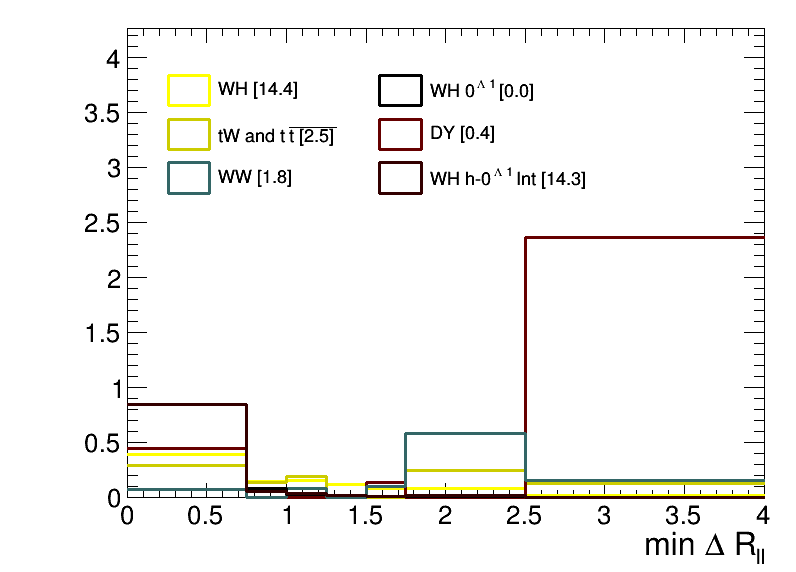 4
WH [14.4]
WH 0^Λ1 [0.0]
3.5
tW and t t̅ [2.5]
DY [0.4]
3
WW [1.8]
WH h-0^Λ1 Int [14.3]
2.5
2
1.5
1
0.5
0
0 0.5 1 1.5 2 2.5 3 3.5 4
min Δ R_ll